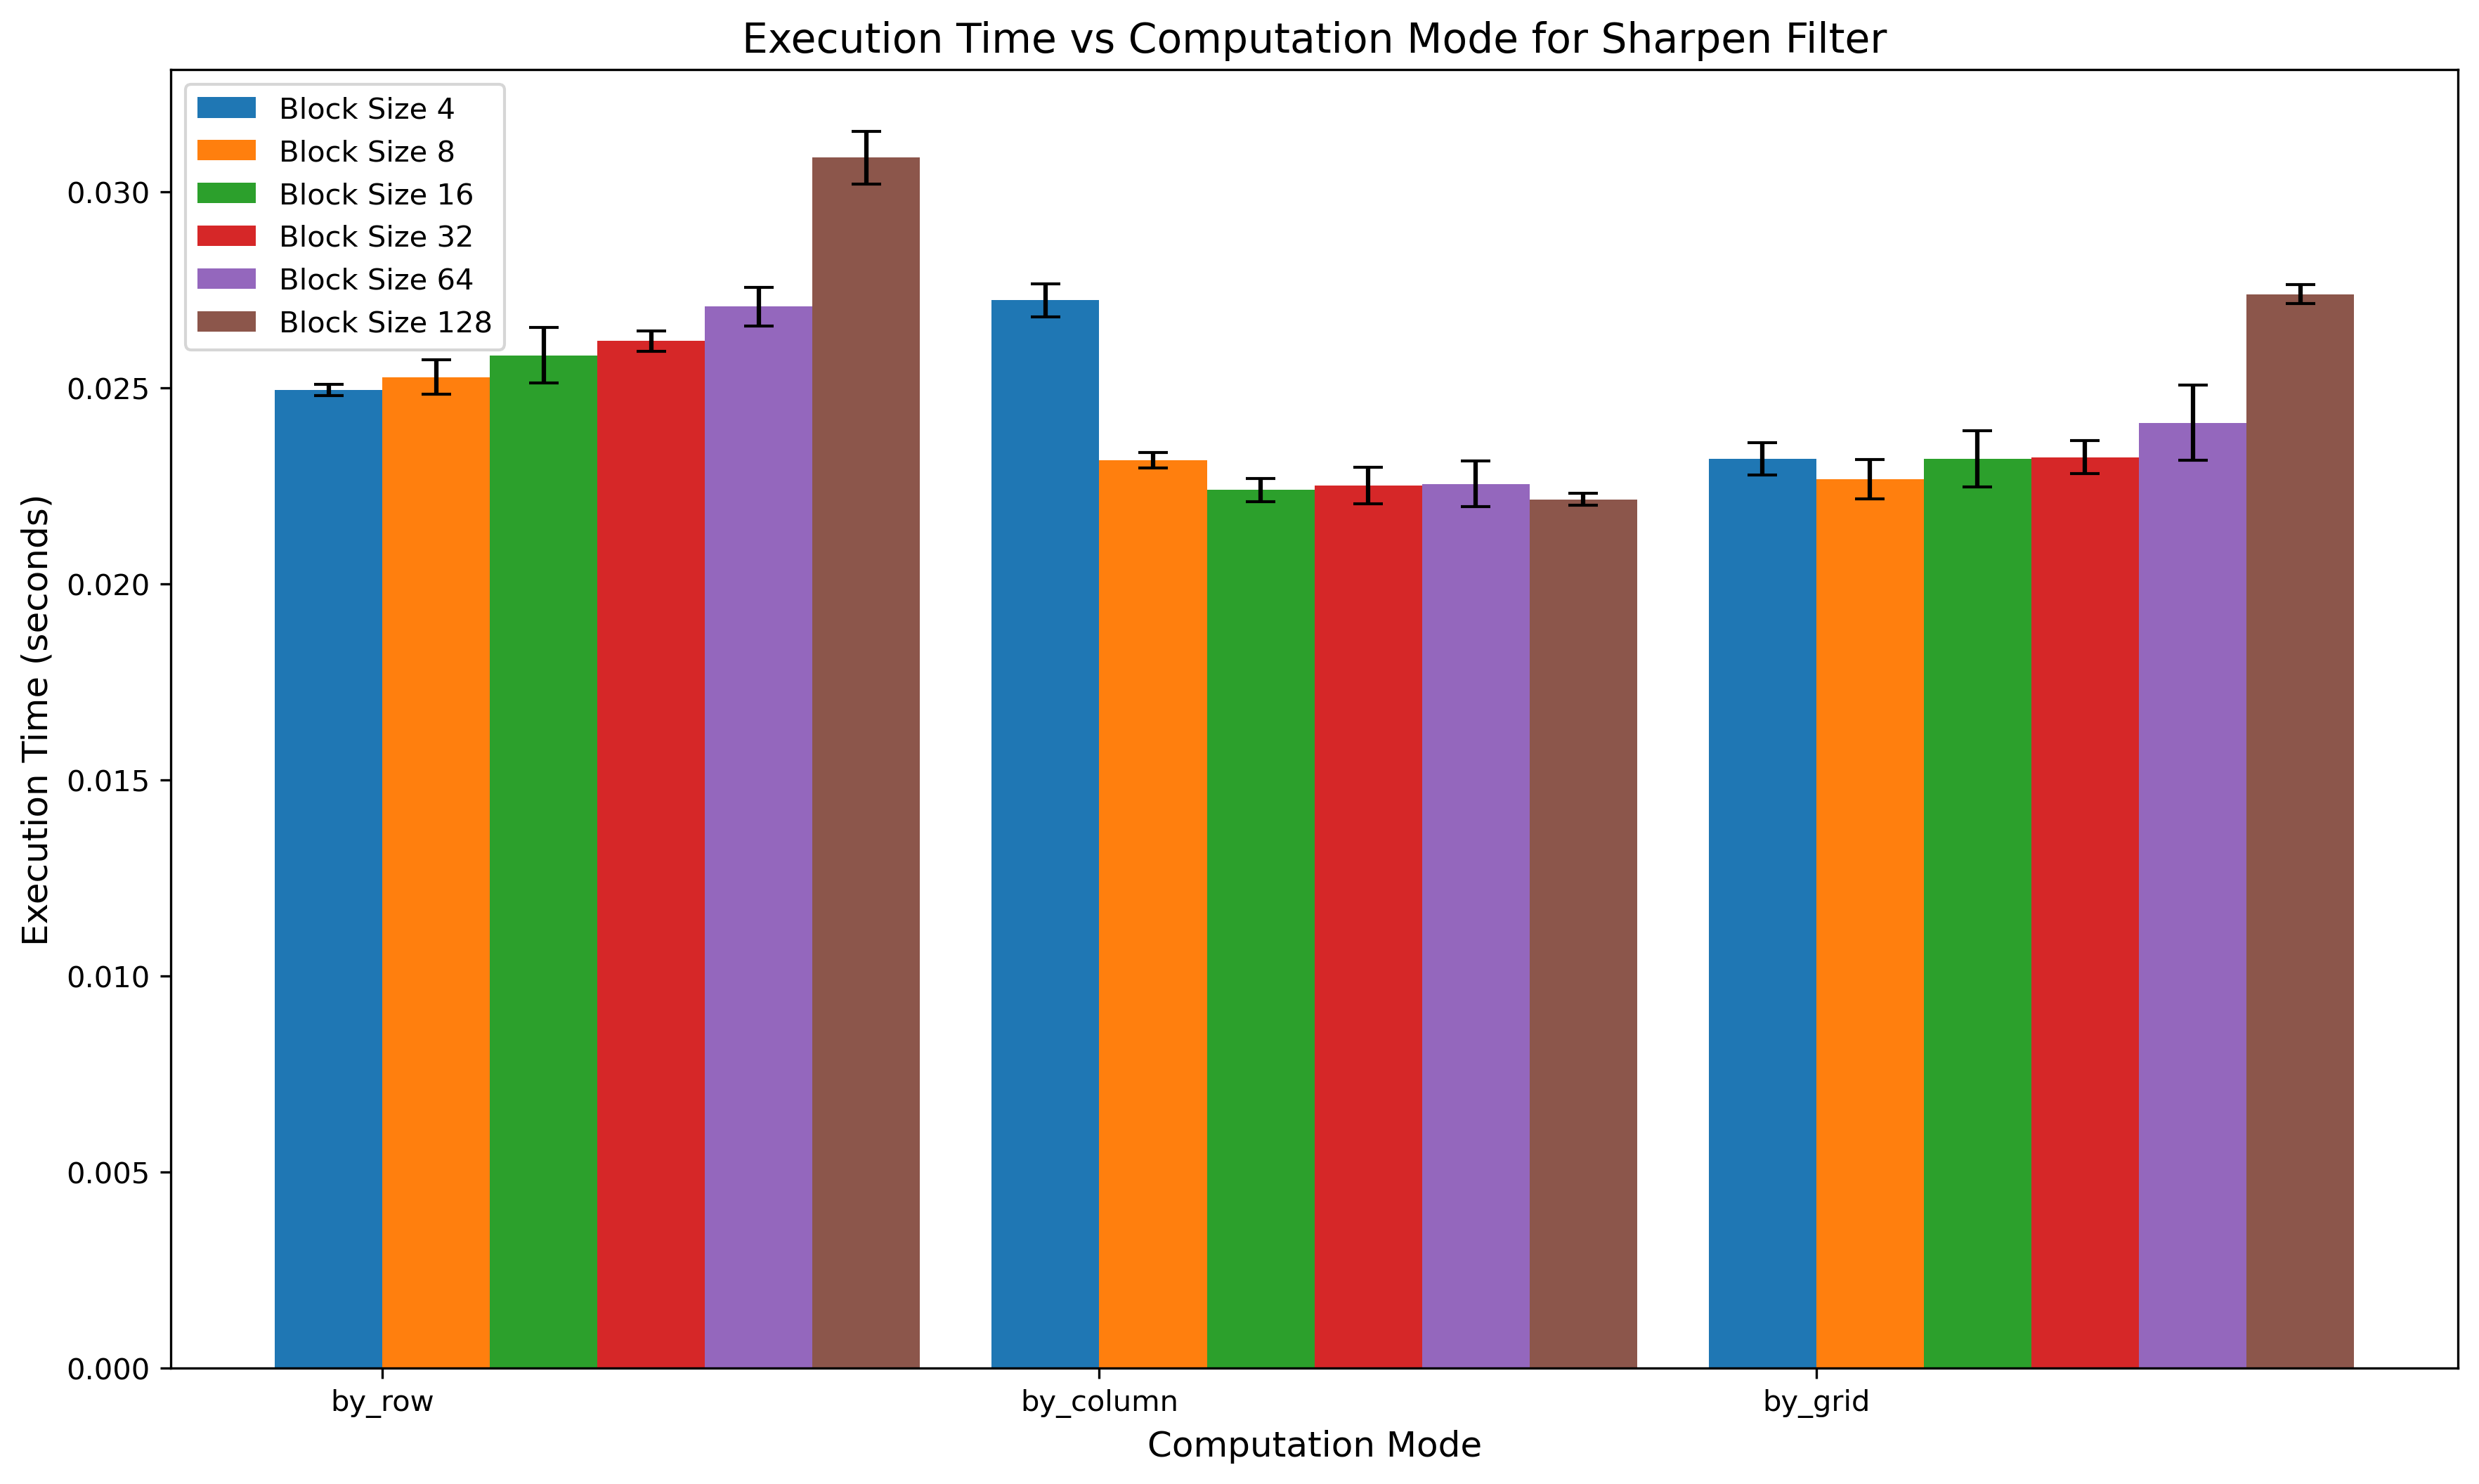 Execution Time vs Computation Mode for Sharpen Filter
Block Size 4
Block Size 8
Block Size 16
Block Size 32
Block Size 64
Block Size 128
Execution Time (seconds)
0.030
0.025
0.020
0.015
0.010
0.005
0.000
by_row
by_column
by_grid
Computation Mode